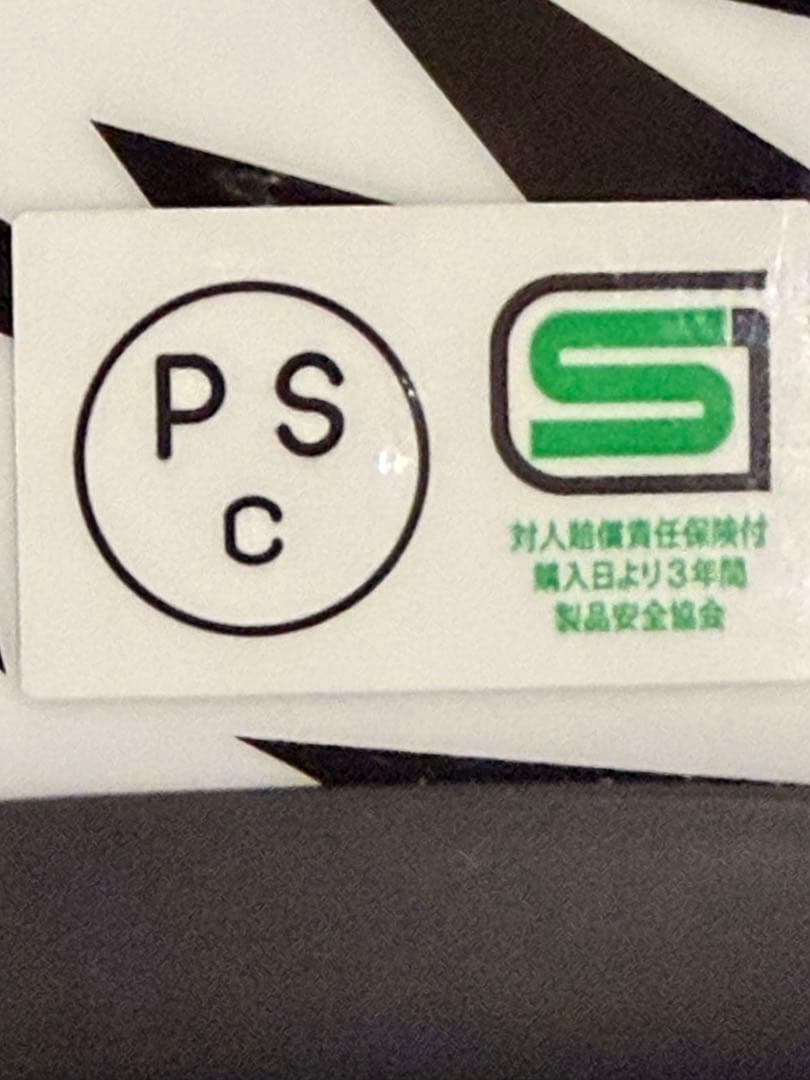 P S
C
S
対人賠償責任保険付
購入日より3年間
製品安全協会